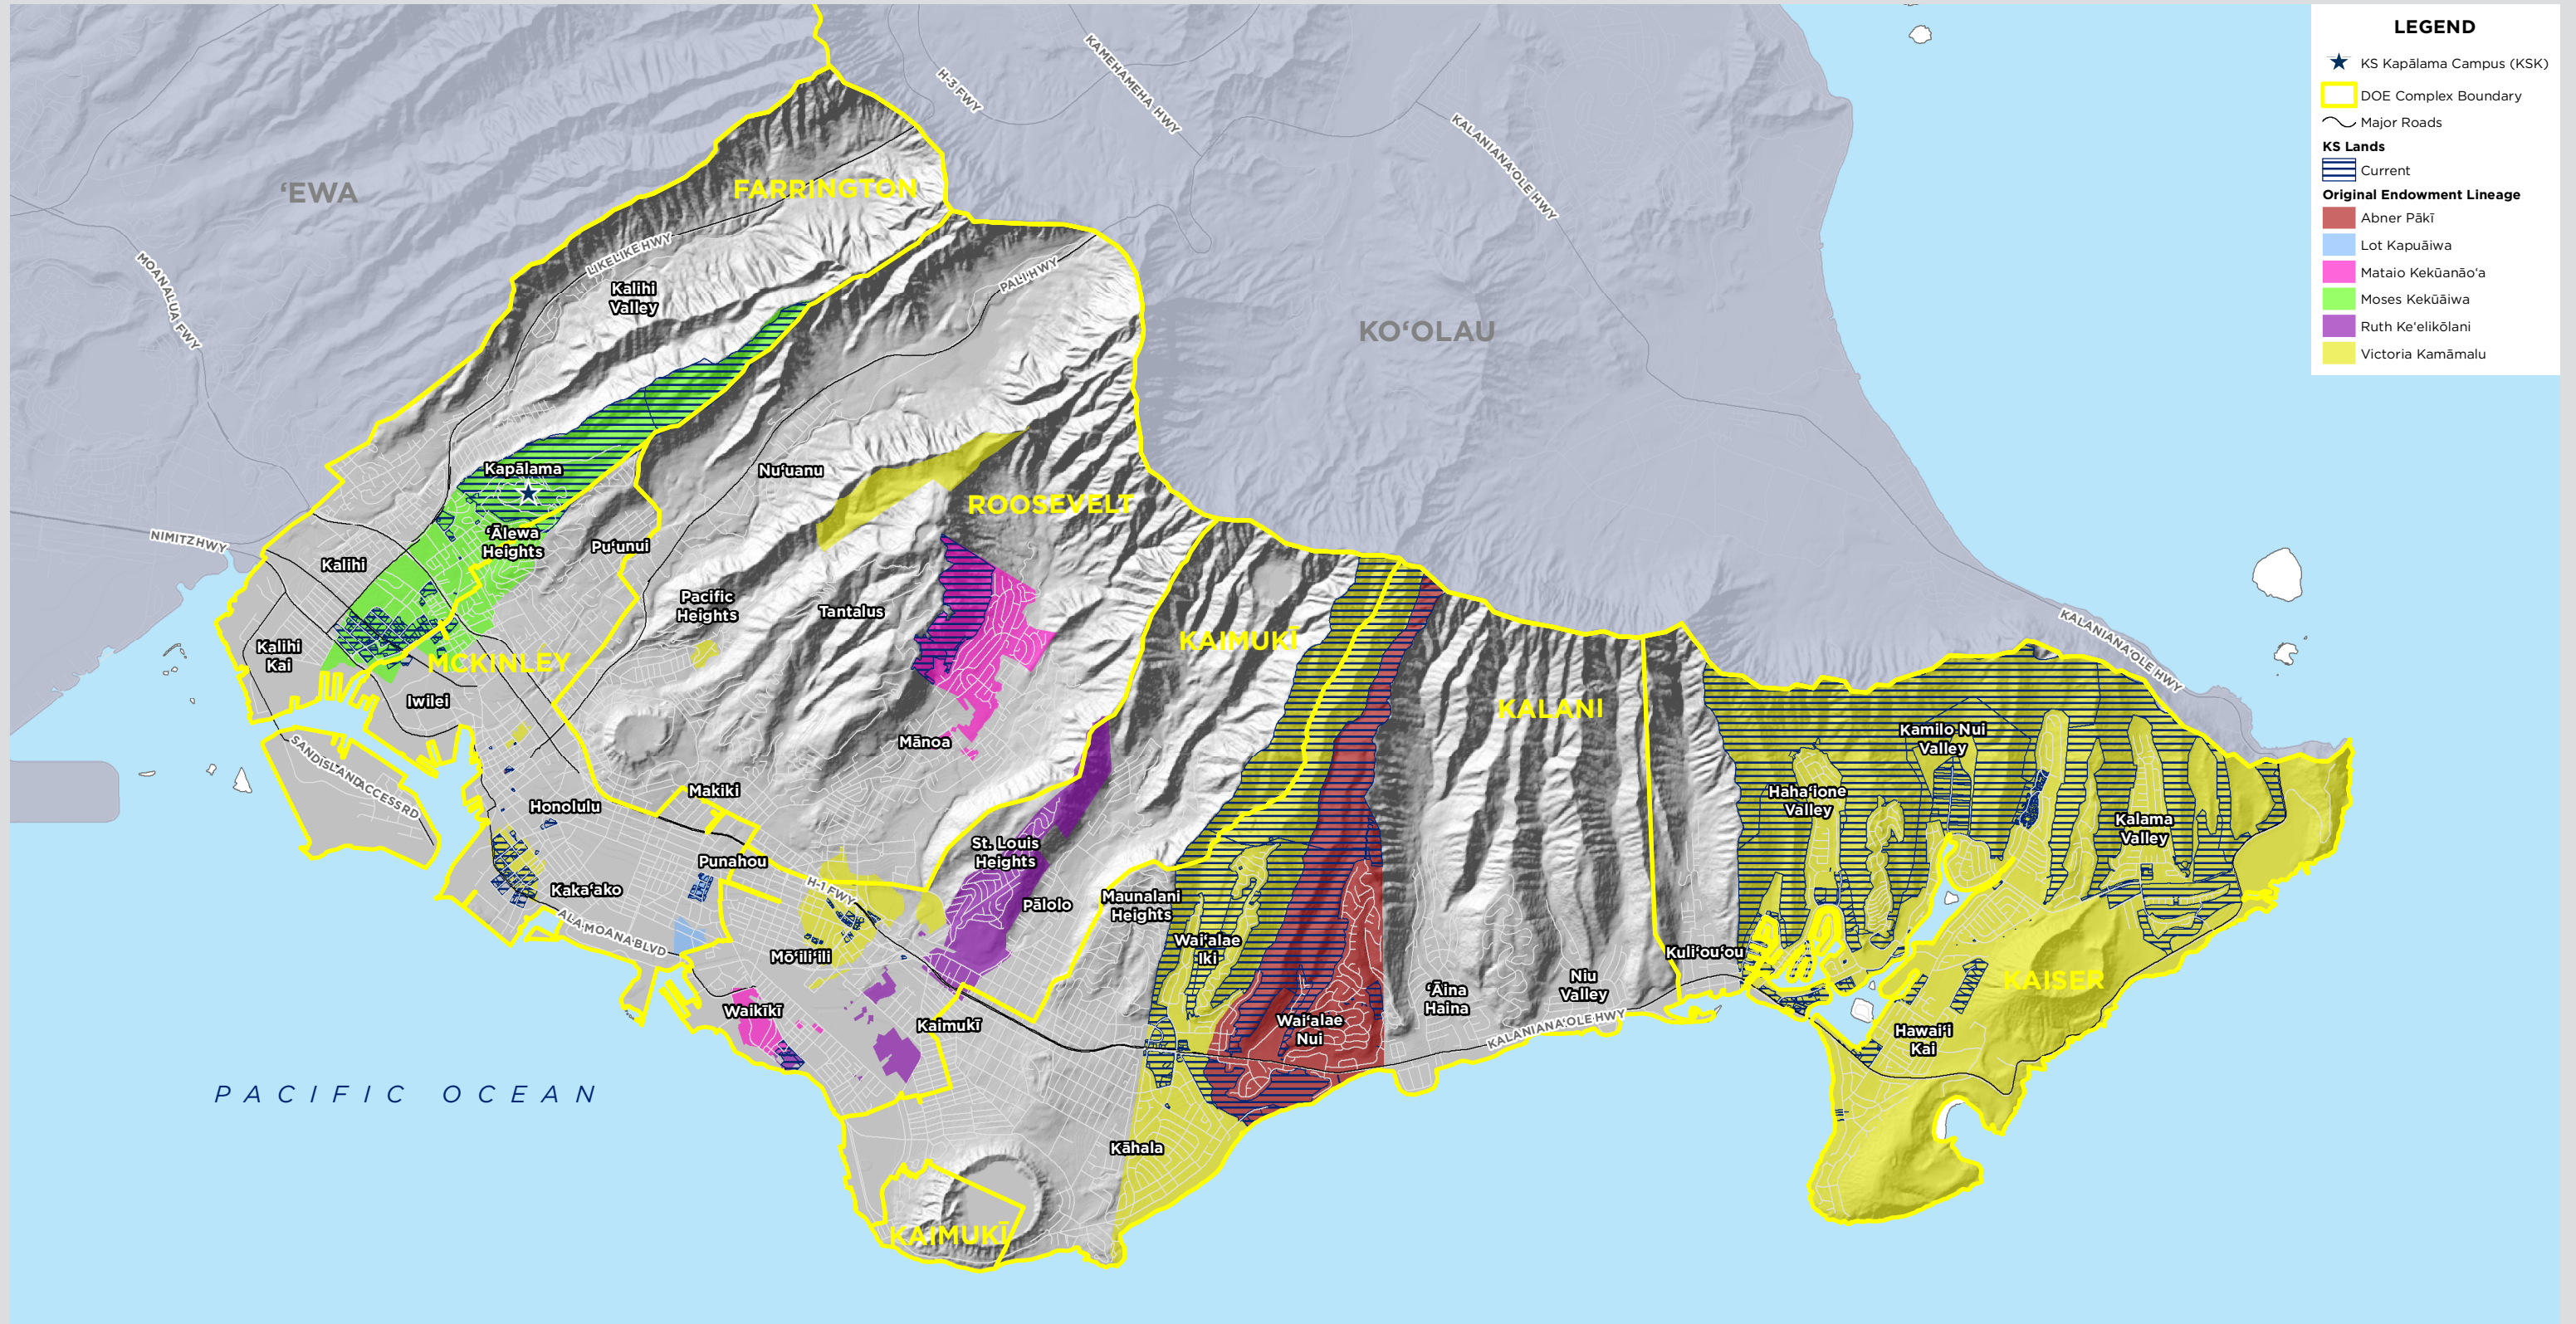 LEGEND
KS Kapālama Campus (KSK)
DOE Complex Boundary
Major Roads
KS Lands
Current
Original Endowment Lineage
Abner Pākī
Lot Kapuāiwa
Mataio Kekūanāo‘a
Moses Kekūāiwa
Ruth Ke‘elikōlani
Victoria Kamāmalu
H-3 FWY
KAMEHAMEHA HWY
KALANIANA‘OLE HWY
‘EWA
FARRINGTON
LIKELIKE HWY
MOANALUA FWY
Kalihi
Valley
PALI HWY
KO‘OLAU
Kapālama
Nu‘uanu
ROOSEVELT
NIMITZ HWY
‘Ālewa
Heights
Pu‘unui
Kalihi
Pacific
Heights
Tantalus
KAIMUKĪ
KALANIANA‘OLE HWY
Kalihi
Kai
MCKINLEY
Iwilei
KALANI
Mānoa
Kamilo Nui
Valley
SAND ISLAND ACCESS RD
Makiki
Honolulu
Haha‘ione
Valley
Kalama
Valley
St. Louis
Heights
Punahou
H-1 FWY
Kaka‘ako
Pālolo
Maunalani
Heights
ALA MOANA BLVD
Mō‘ili‘ili
Wai‘alae
Iki
Kuli‘ou‘ou
KAISER
Niu
Valley
‘Āina
Haina
Waikīkī
Kaimukī
Wai‘alae
Nui
KALANIANA‘OLE HWY
Hawai‘i
Kai
PACIFIC OCEAN
Kāhala
KAIMUKĪ